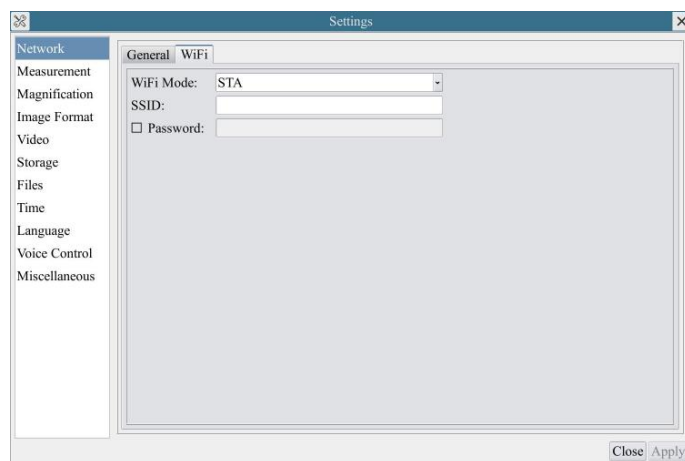 Settings
Network
Measurement
Magnification
Image Format
Video
Storage
Files
Time
Language
Voice Control
Miscellaneous
General WiFi
WiFi Mode: STA
SSID:
Password:
Close Apply